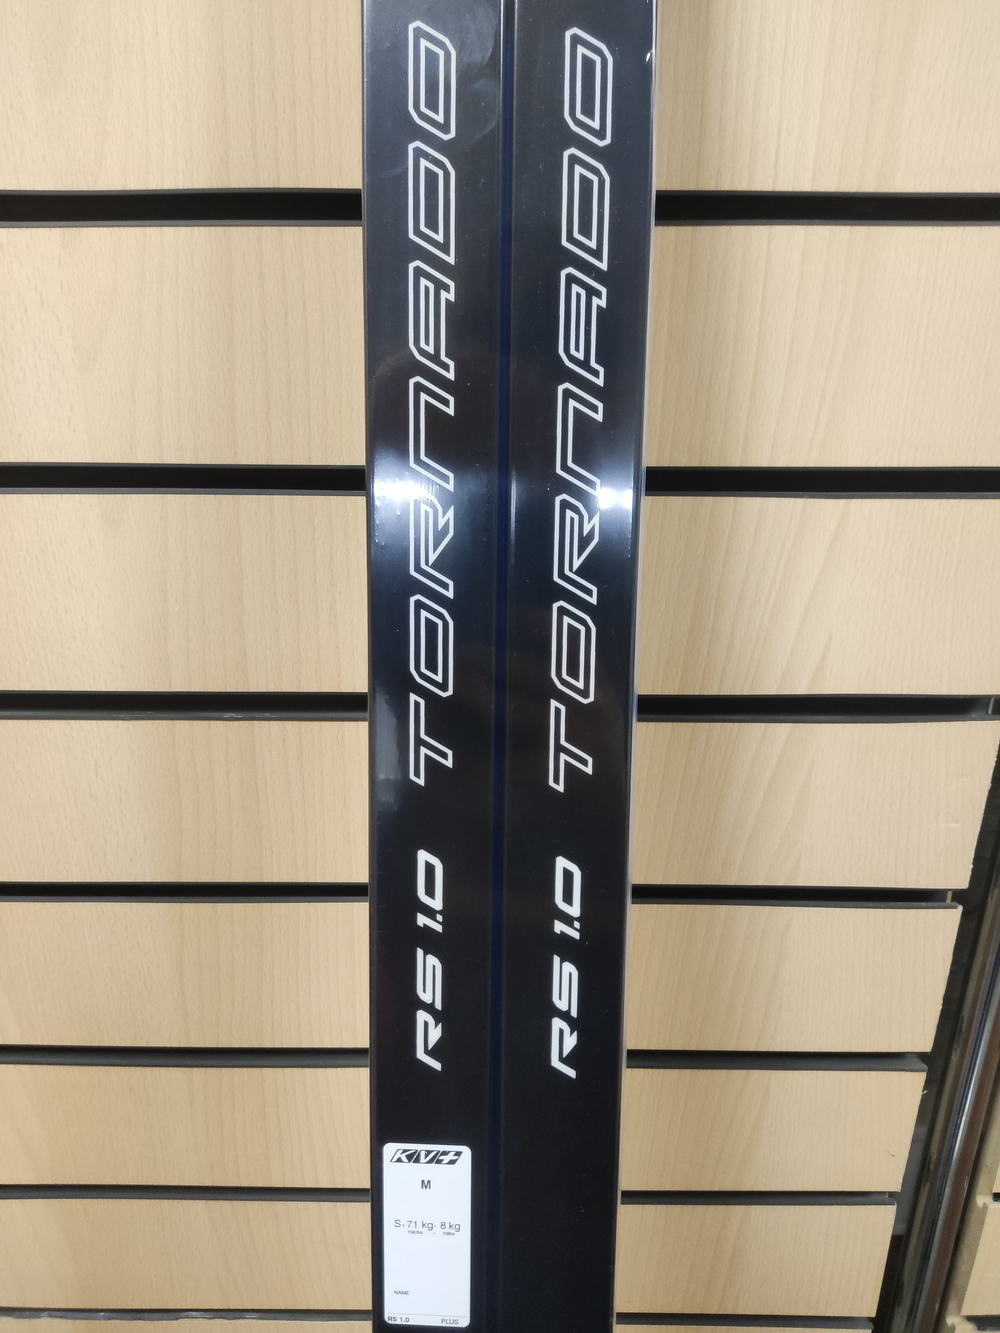 TORNADO
RS 1.0
TORNADO
RS 1.0
KV+
M
S: 71 kg- 8 kg
NAME
RS 1.0 PLUS